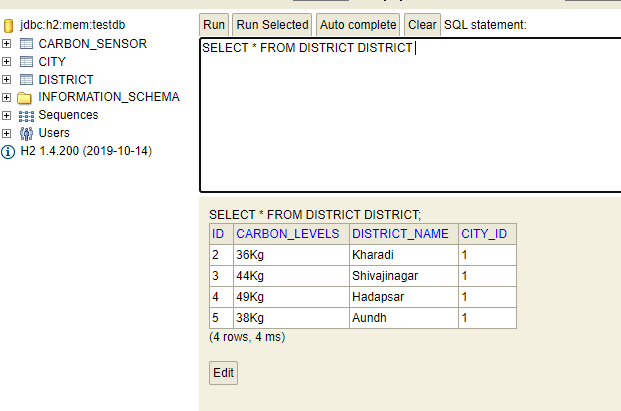 jdbc:h2:mem:testdb
CARBON_SENSOR
CITY
DISTRICT
INFORMATION_SCHEMA
Sequences
Users
H2 1.4.200 (2019-10-14)
Run Run Selected Auto complete Clear SQL statement:
SELECT * FROM DISTRICT DISTRICT
SELECT * FROM DISTRICT DISTRICT;
ID CARBON_LEVELS DISTRICT_NAME CITY_ID
2 36Kg Kharadi 1
3 44Kg Shivajinagar 1
4 49Kg Hadapsar 1
5 38Kg Aundh 1
(4 rows, 4 ms)
Edit